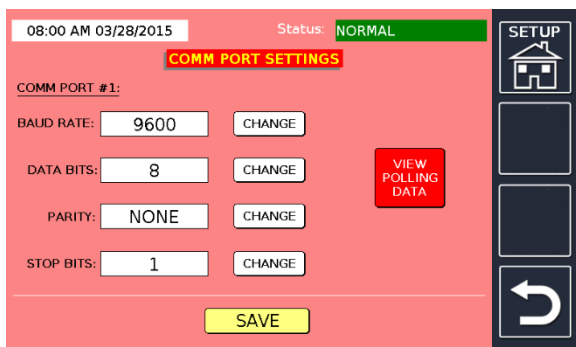 08:00 AM 03/28/2015 Status: NORMAL
SETUP
COMM PORT SETTINGS
COMM PORT #1:
BAUD RATE: 9600 CHANGE
DATA BITS: 8 CHANGE
VIEW
POLLING
DATA
PARITY: NONE CHANGE
STOP BITS: 1 CHANGE
SAVE